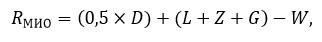 R_МИО = (0,5 × D) + (L + Z + G) − W,